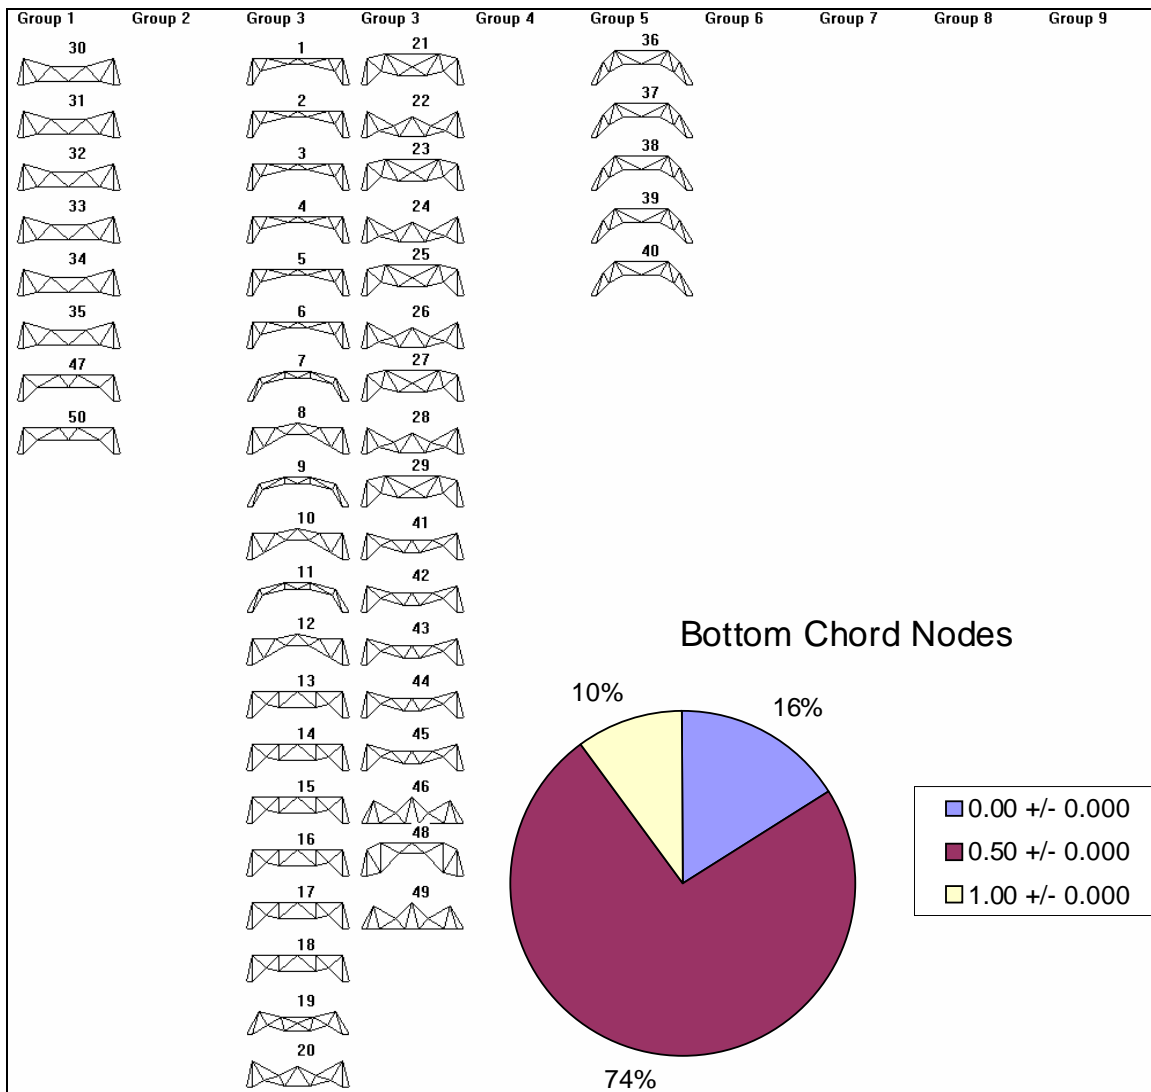 Group 1 Group 2 Group 3 Group 3 Group 4 Group 5 Group 6 Group 7 Group 8 Group 9
30 1 21 36
31 2 22 37
32 3 23 38
33 4 24 39
34 5 25 40
35 6 26
47 7 27
50 8 28
9 29
10 41
11 42
12 43
13 44
14 45
15 46
16 48
17 49
18
19
20
Bottom Chord Nodes
10%
16%
74%
0.00 +/- 0.000
0.50 +/- 0.000
1.00 +/- 0.000